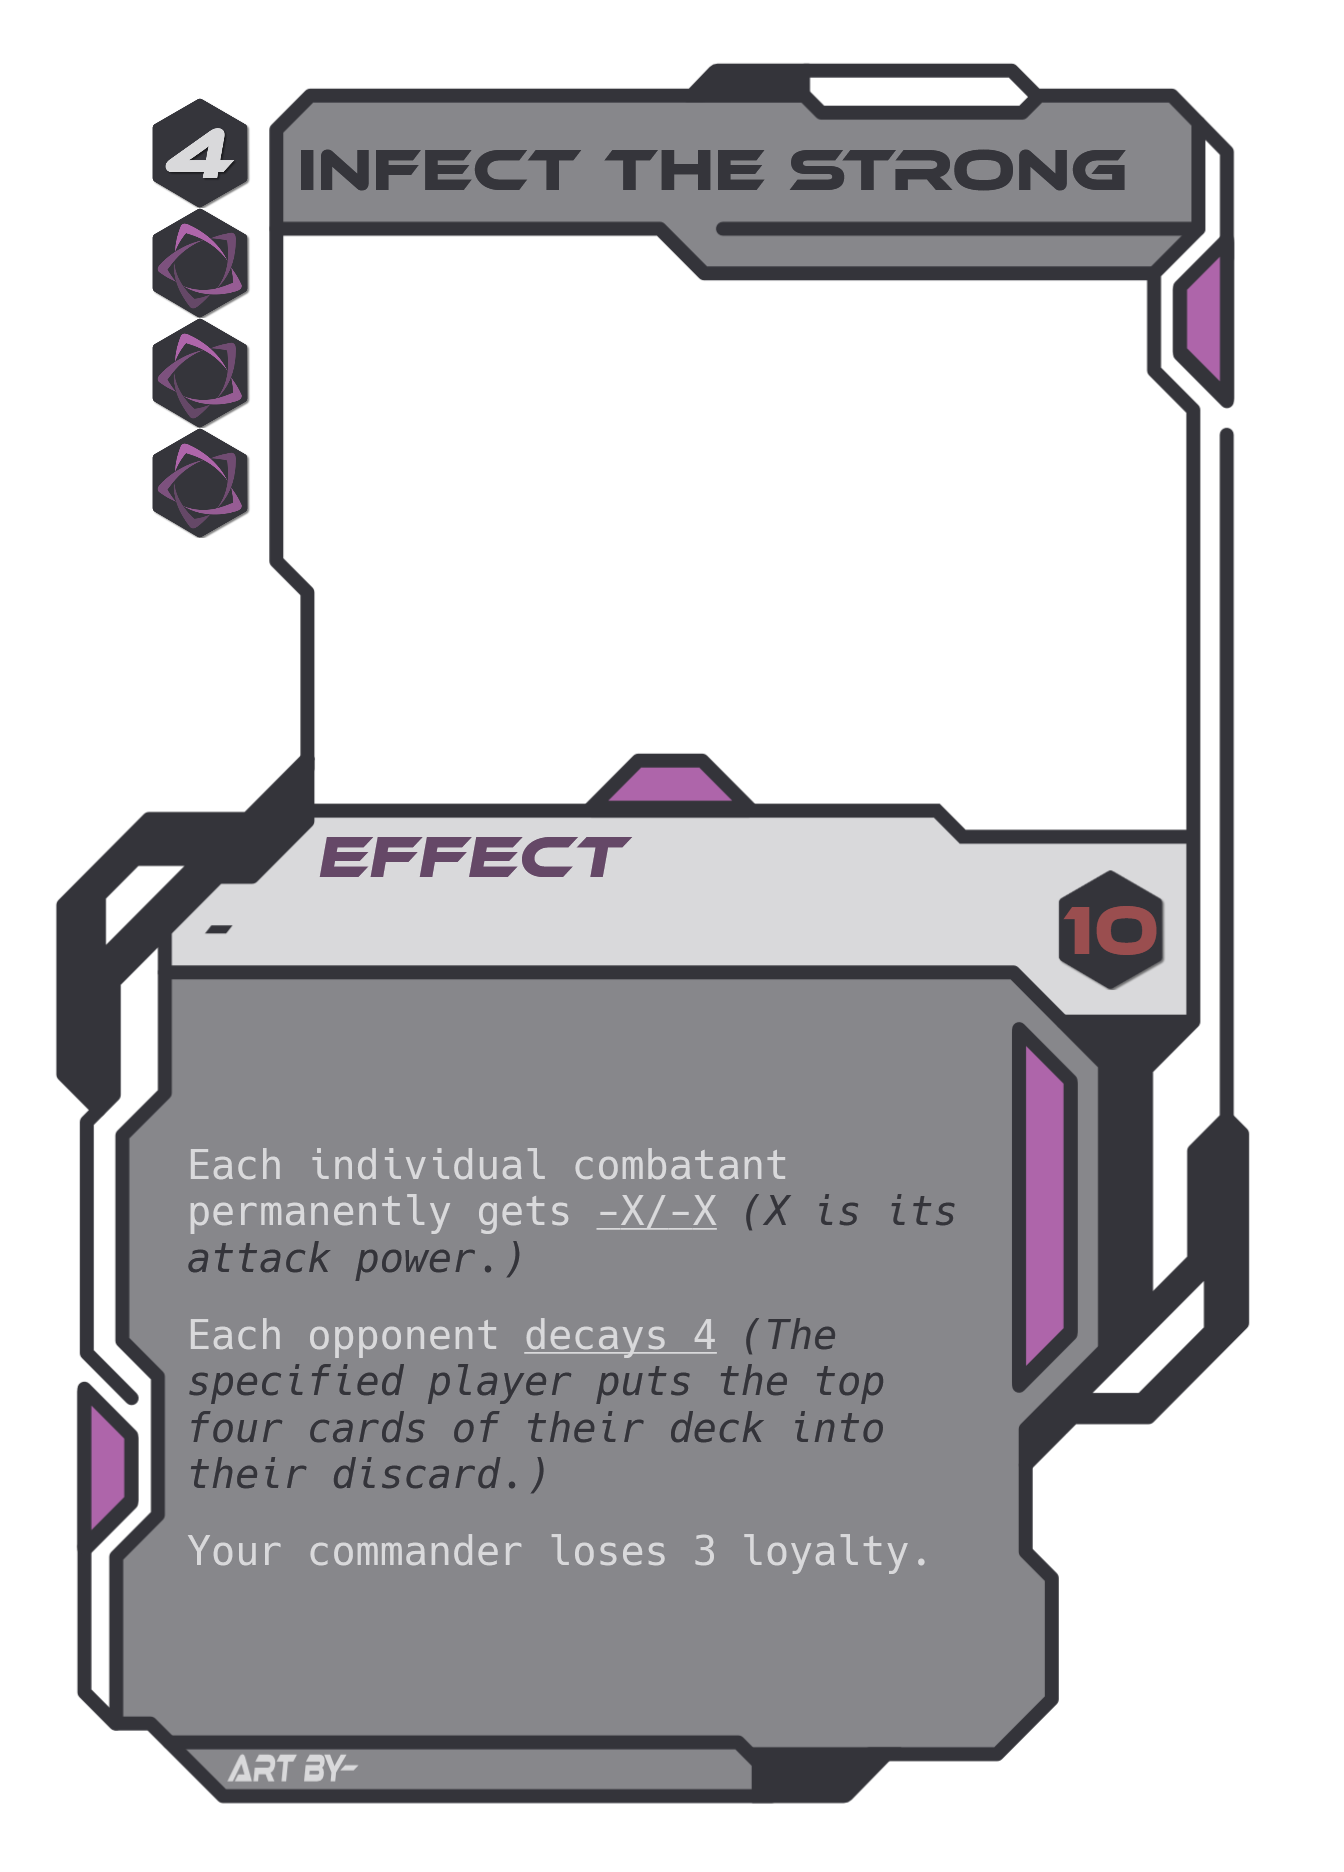 4
INFECT THE STRONG
EFFECT
-
10
Each individual combatant
permanently gets -X/-X (X is its
attack power.)
Each opponent decays 4 (The
specified player puts the top
four cards of their deck into
their discard.)
Your commander loses 3 loyalty.
ART BY-